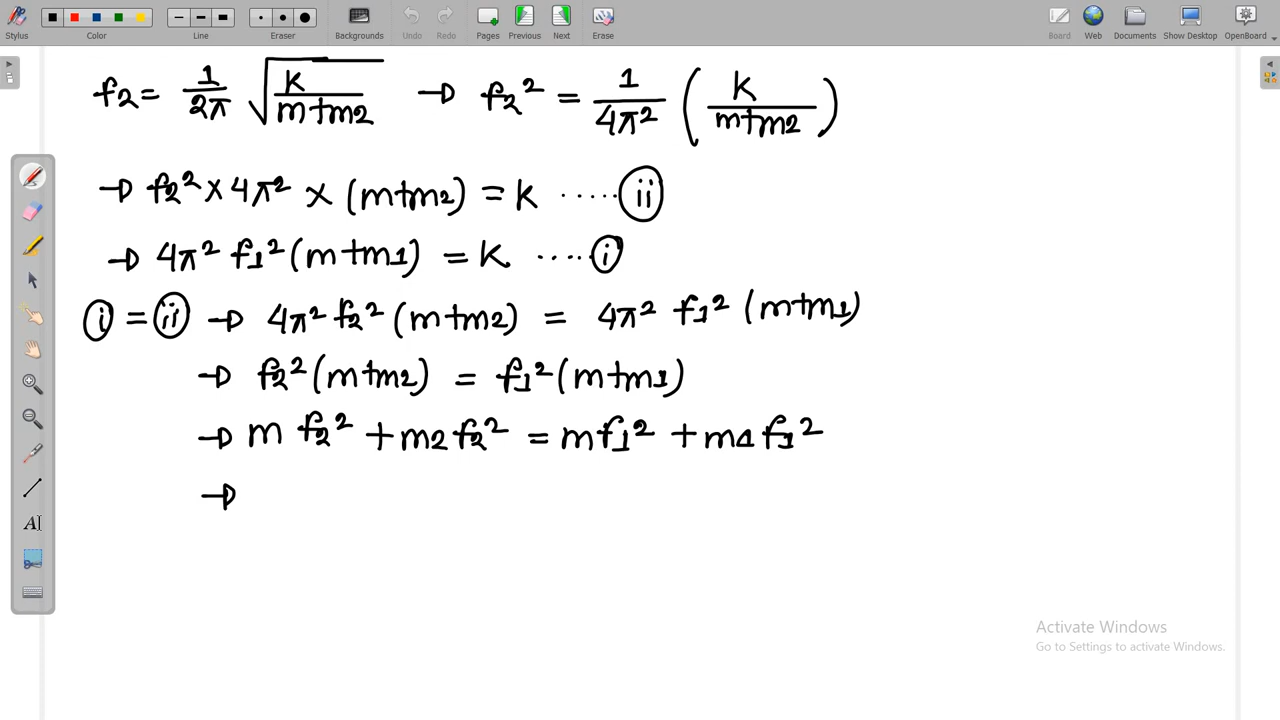 Stylus Color Line Eraser Backgrounds Undo Redo Pages Previous Next Erase Board Web Documents Show Desktop OpenBoard
f2 = 1/2π √(k/m+m2) → f2² = 1/4π² (k/m+m2)
→ f2² × 4π² × (m+m2) = k ..... ii
→ 4π² f1² (m+m1) = k ..... i
i = ii → 4π² f2² (m+m2) = 4π² f1² (m+m1)
→ f2² (m+m2) = f1² (m+m1)
→ m f2² + m2 f2² = m f1² + m1 f1²
→
Activate Windows
Go to Settings to activate Windows.